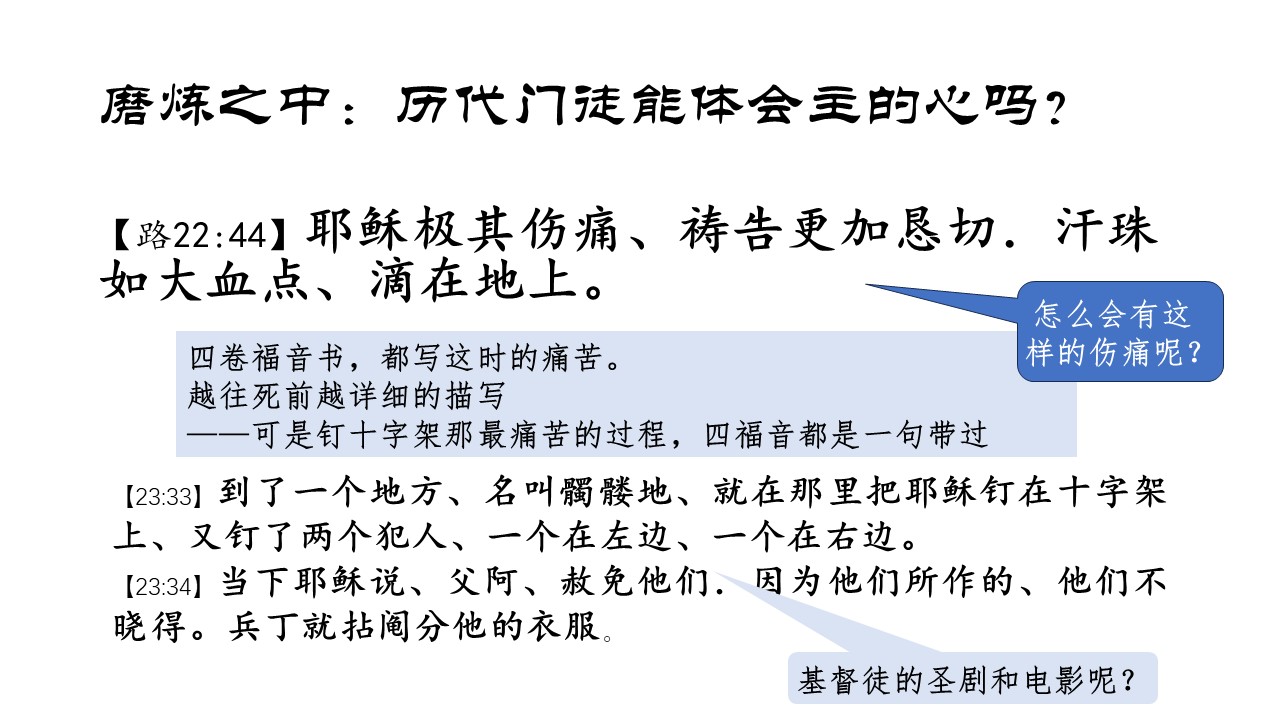 磨炼之中：历代门徒能体会主的心吗？
【路22:44】耶稣极其伤痛、祷告更加恳切．汗珠
如大血点、滴在地上。
怎么会有这
样的伤痛呢？
四卷福音书，都写这时的痛苦。
越往死前越详细的描写
——可是钉十字架那最痛苦的过程，四福音都是一句带过
【23:33】到了一个地方、名叫髑髅地、就在那里把耶稣钉在十字架
上、又钉了两个犯人、一个在左边、一个在右边。
【23:34】当下耶稣说、父阿、赦免他们．因为他们所作的、他们不
晓得。兵丁就拈阄分他的衣服。
基督徒的圣剧和电影呢？